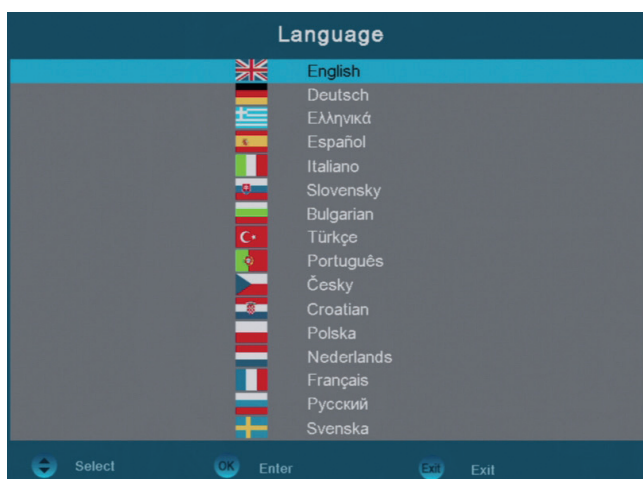 Language
English
Deutsch
Ελληνικά
Español
Italiano
Slovensky
Bulgarian
Türkçe
Português
Česky
Croatian
Polska
Nederlands
Français
Русский
Svenska
Select OK Enter Exit Exit